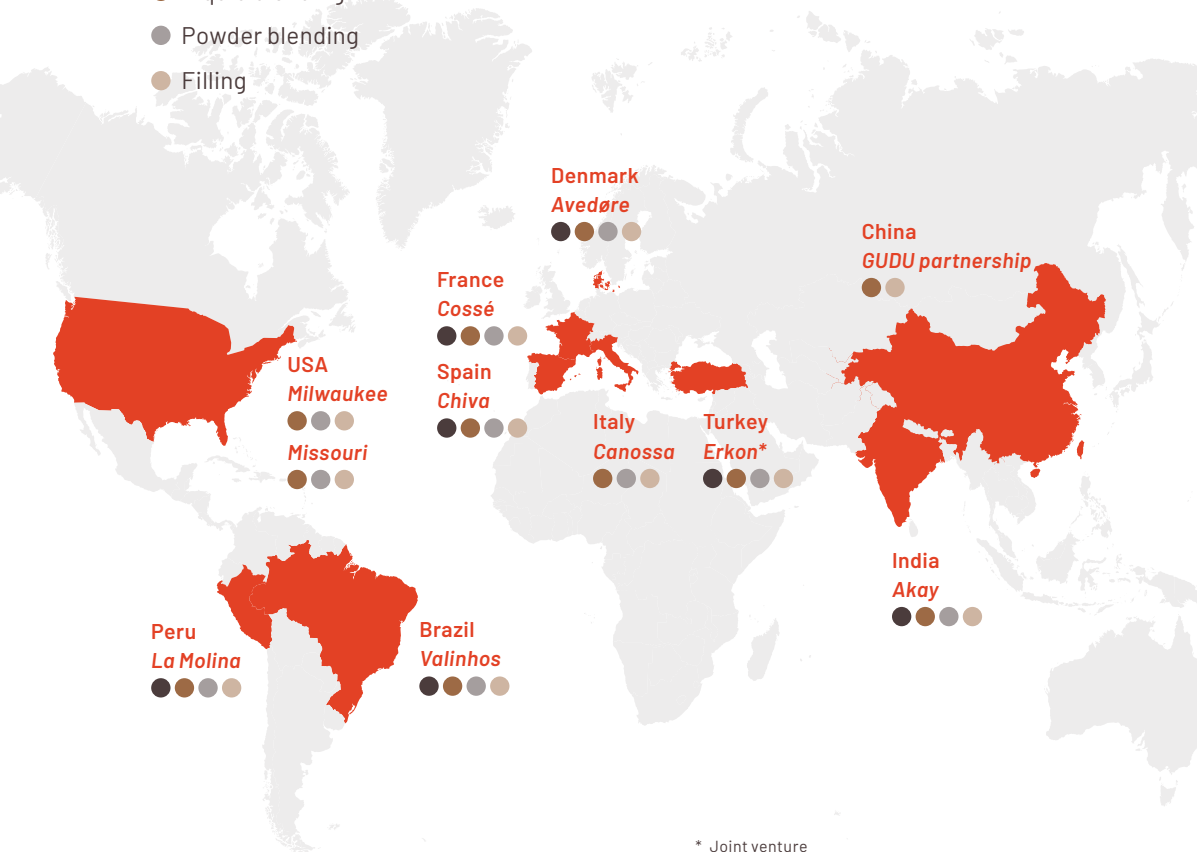 Powder blending
Filling
Denmark
Avedøre
China
GUDU partnership
France
Cossé
USA
Milwaukee
Missouri
Spain
Chiva
Italy
Canossa
Turkey
Erkon*
India
Akay
Peru
La Molina
Brazil
Valinhos
* Joint venture